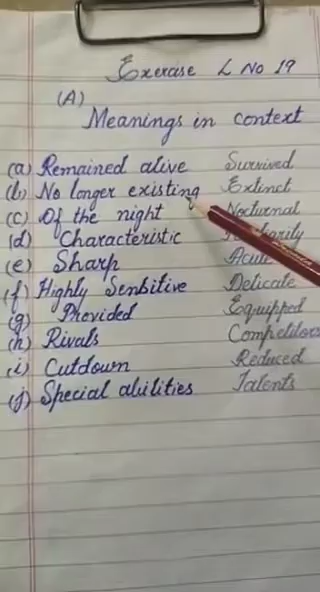 Exercise L No 19
(A)
Meanings in context
(a) Remained alive Survived
(b) No longer existing Extinct
(c) Of the night Nocturnal
(d) Characteristic
(e) Sharp Acute
(f) Highly Sensitive Delicate
(g) Provided Equipped
(h) Rivals Competitors
(i) Cutdown Reduced
(j) Special abilities Talents